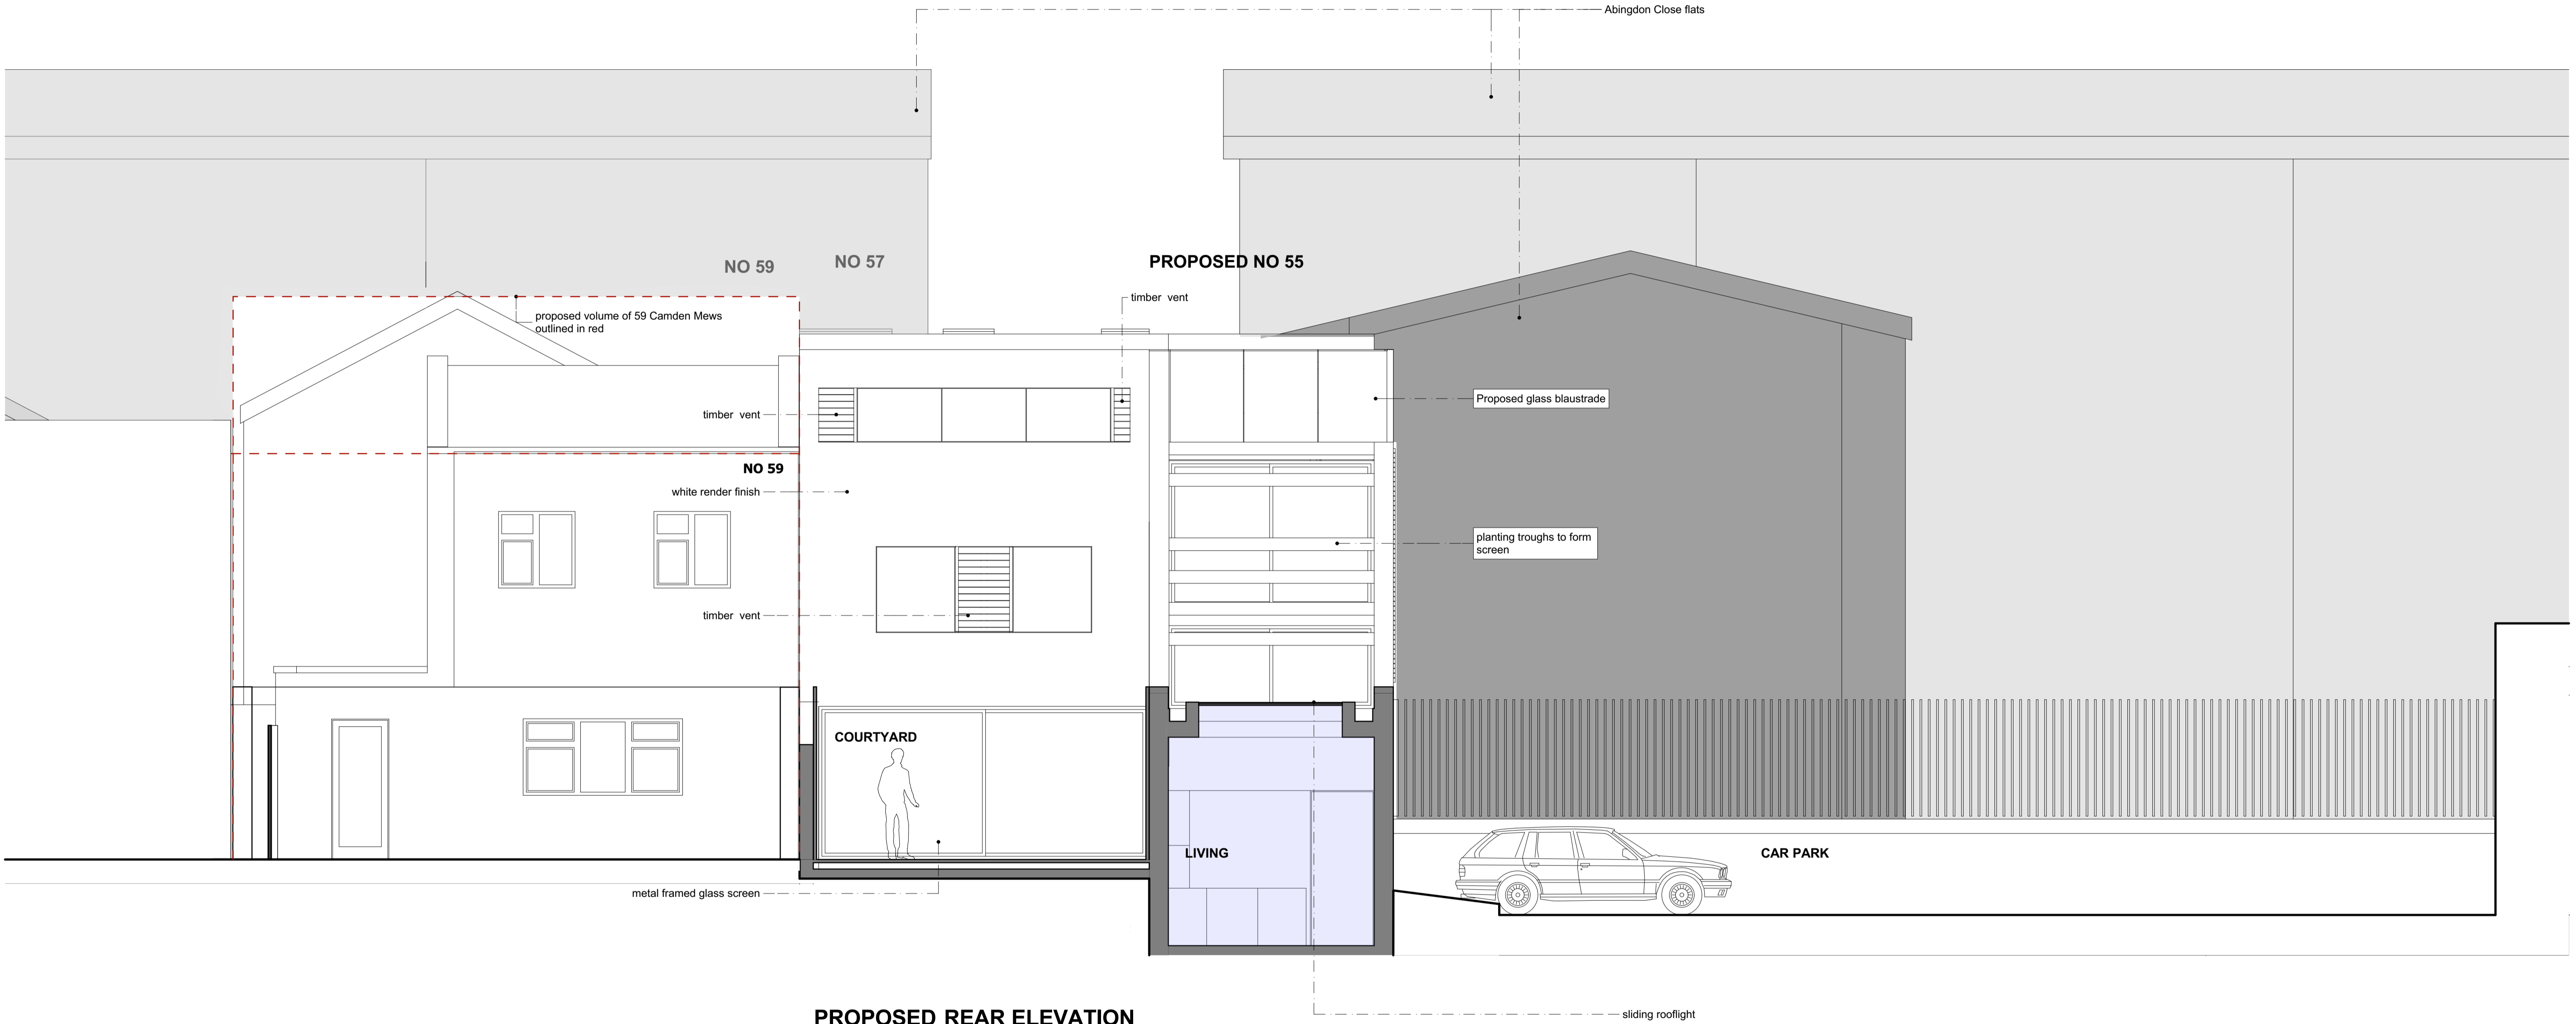 Abingdon Close flats
NO 59
NO 57
PROPOSED NO 55
timber vent
proposed volume of 59 Camden Mews
outlined in red
timber vent
Proposed glass blaustrade
NO 59
white render finish
planting troughs to form
screen
timber vent
COURTYARD
LIVING
CAR PARK
metal framed glass screen
sliding rooflight
PROPOSED REAR ELEVATION